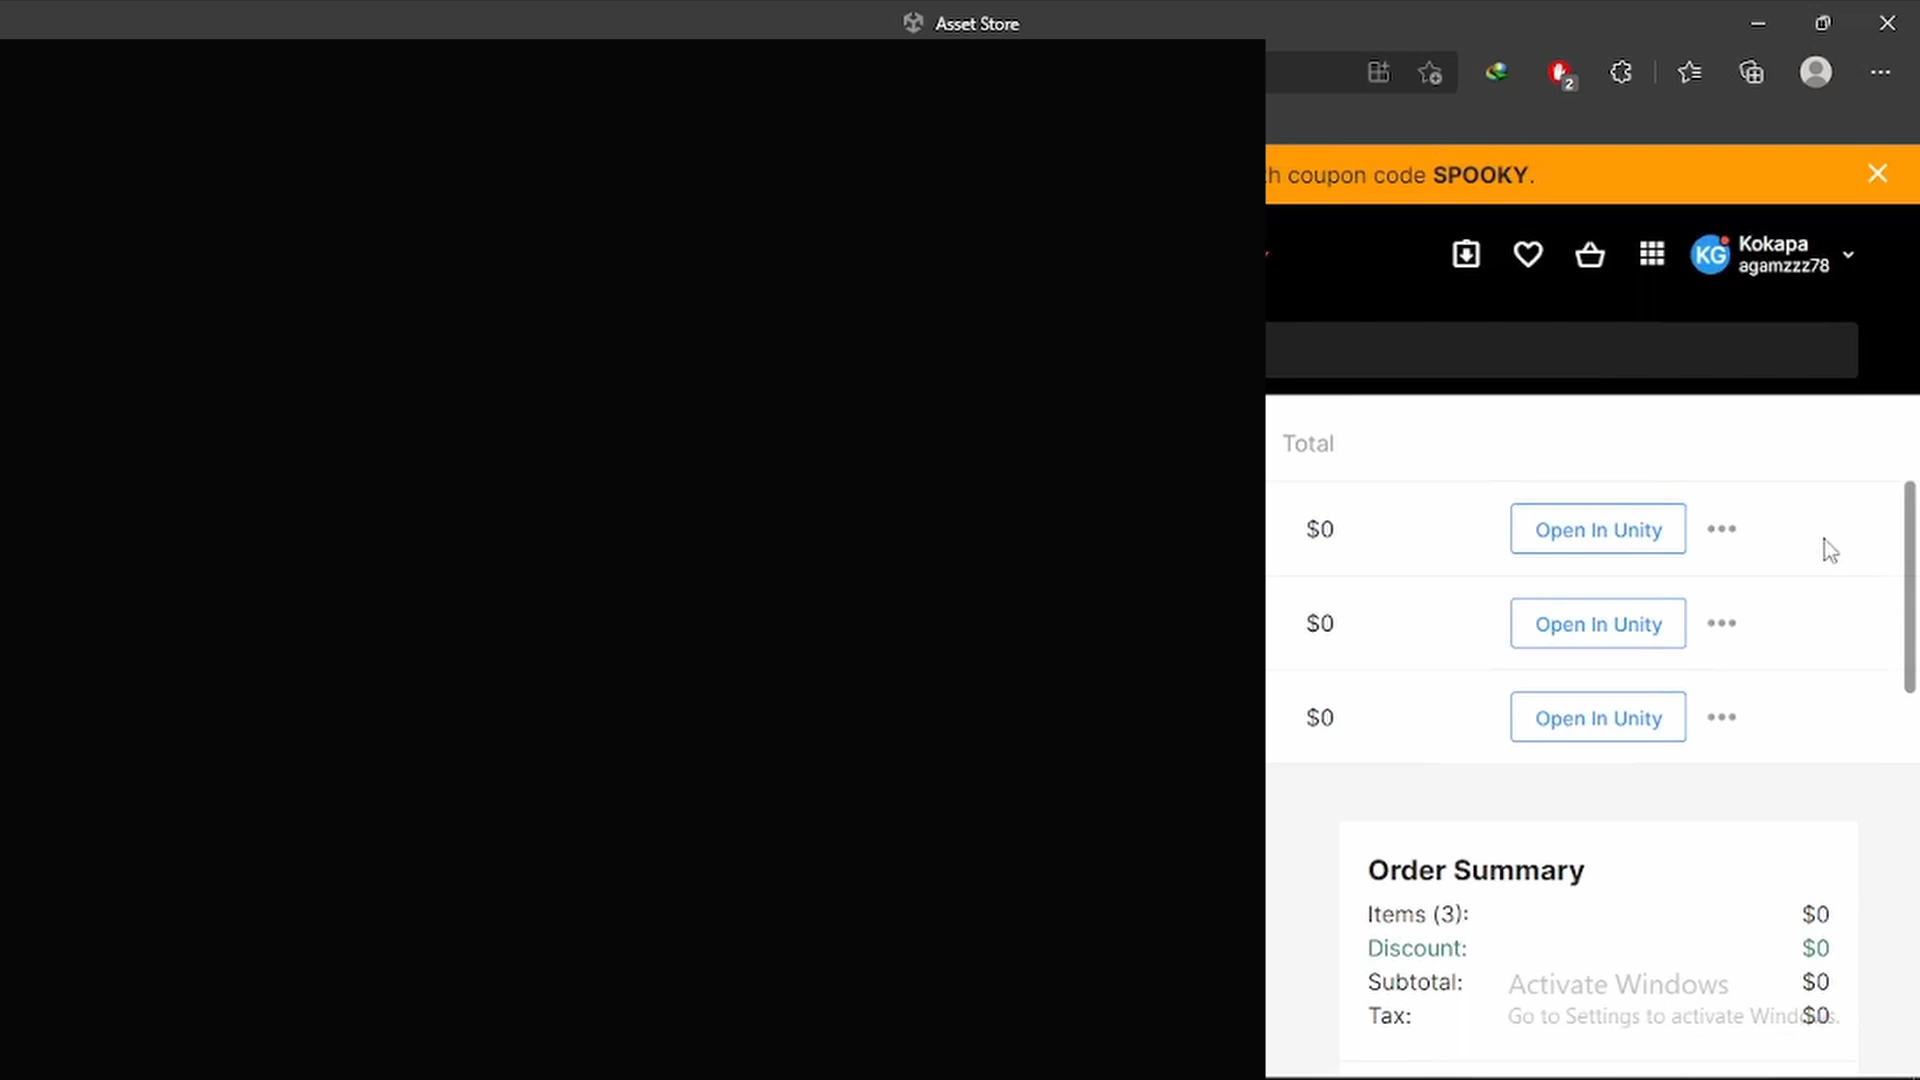 Asset Store
2
coupon code SPOOKY.
KG
Kokapa
agamzzz78
Total
$0
Open In Unity
$0
Open In Unity
$0
Open In Unity
Order Summary
Items (3): $0
Discount: $0
Subtotal: $0
Tax: $0
Activate Windows
Go to Settings to activate Windows.